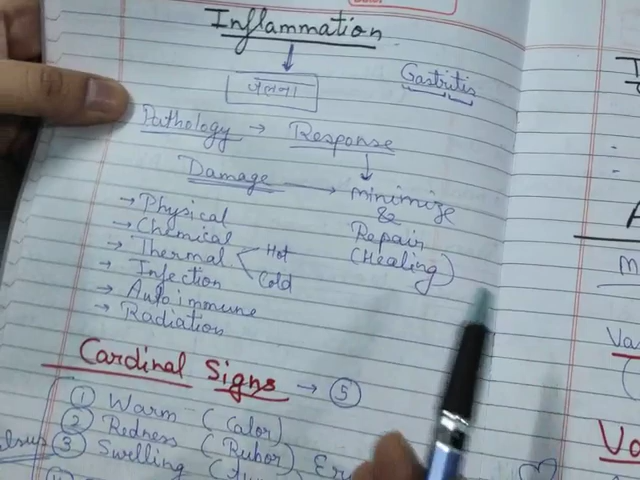 Inflammation
जलना
Gastritis
Pathology → Response
Damage → minimize
&
Repair
(Healing)
→ Physical
→ Chemical
→ Thermal
Hot
Cold
→ Infection
→ Autoimmune
→ Radiation
Cardinal Signs → 5
1 Warm - (Calor)
2 Redness (Rubor)
3 Swelling